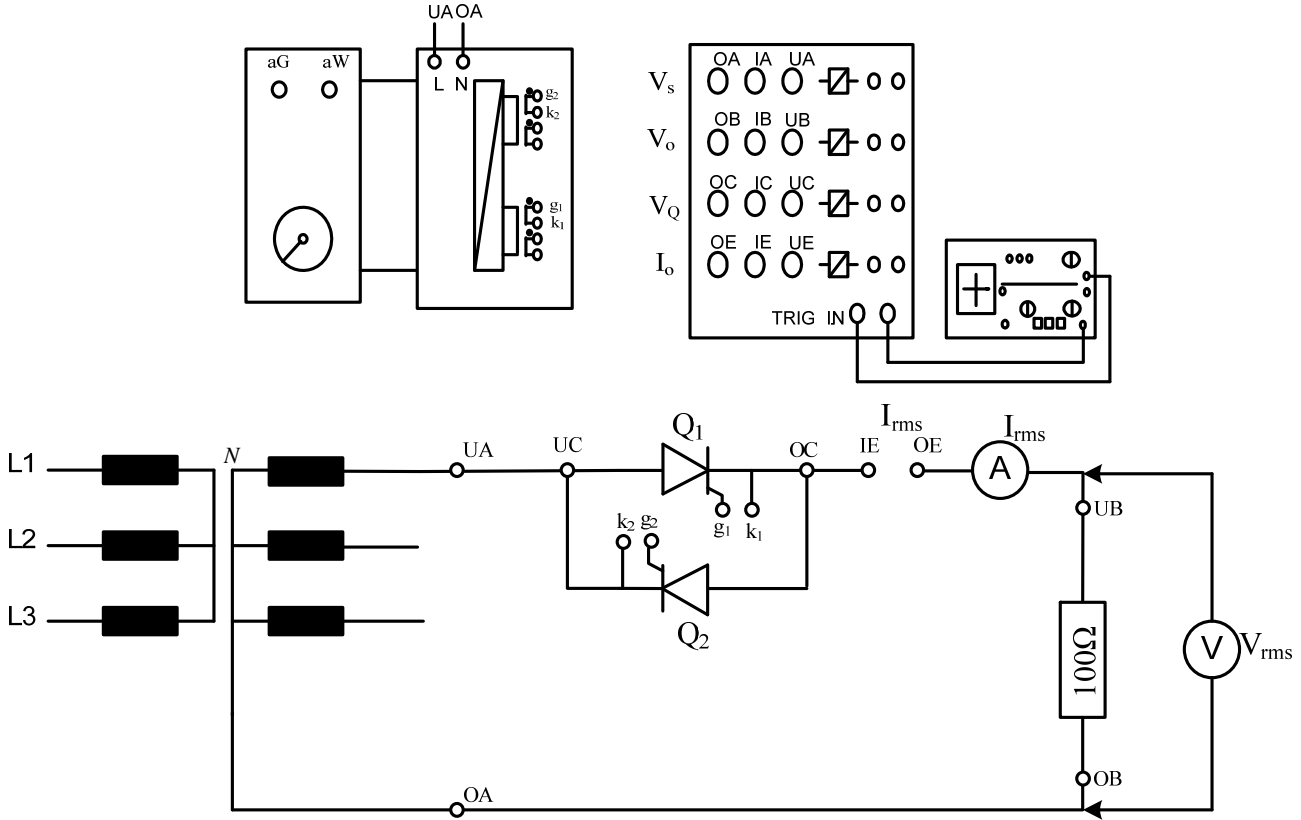 UA OA
aG aW
L N
g2
k2
g1
k1
OA IA UA
Vs
OB IB UB
Vo
OC IC UC
VQ
OE IE UE
Io
TRIG IN
L1
L2
L3
N
UA
UC
Q1
OC
Irms
IE OE
Irms
A
g1 k1
k2 g2
Q2
UB
100Ω
V
Vrms
OB
OA